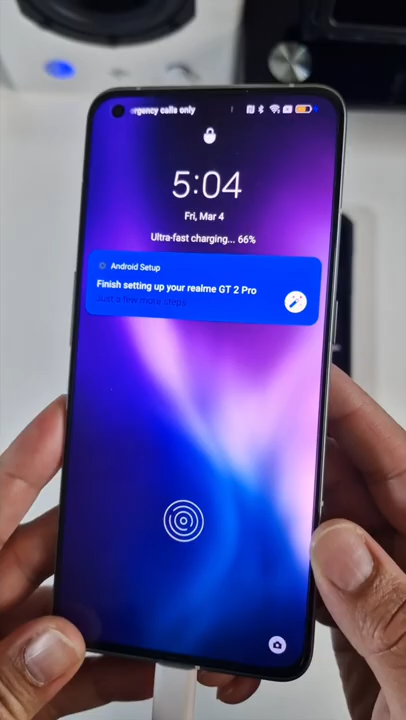 rgency calls only
5:04
Fri, Mar 4
Ultra-fast charging... 66%
Android Setup
Finish setting up your realme GT 2 Pro
Just a few more steps